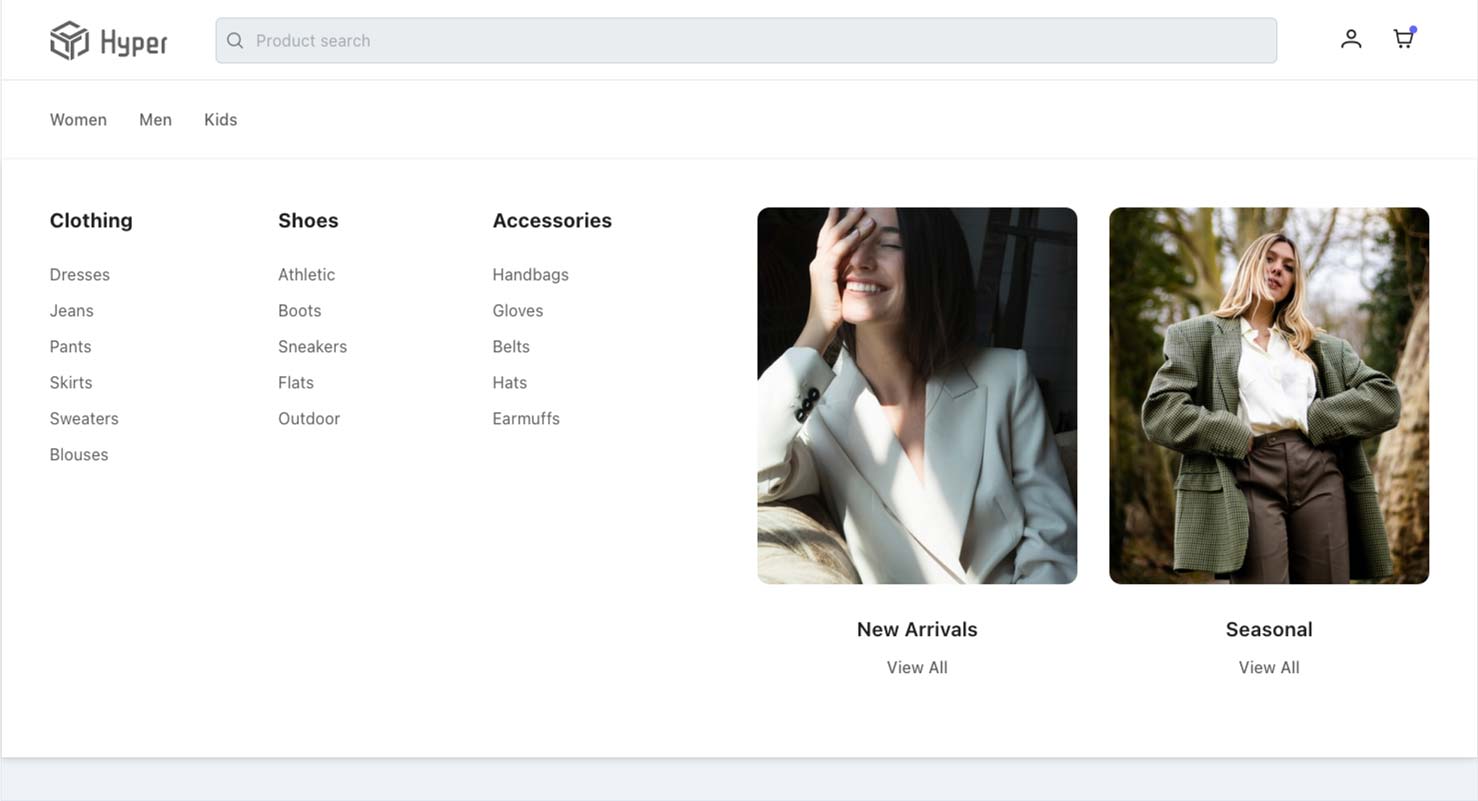 Hyper
Product search
Women Men Kids
Clothing
Dresses
Jeans
Pants
Skirts
Sweaters
Blouses
Shoes
Athletic
Boots
Sneakers
Flats
Outdoor
Accessories
Handbags
Gloves
Belts
Hats
Earmuffs
New Arrivals
View All
Seasonal
View All